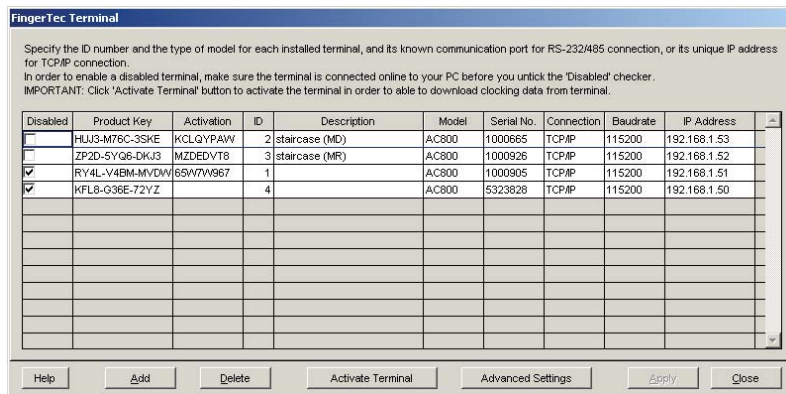 FingerTec Terminal
Specify the ID number and the type of model for each installed terminal, and its known communication port for RS-232/485 connection, or its unique IP address
for TCP/IP connection.
In order to enable a disabled terminal, make sure the terminal is connected online to your PC before you untick the 'Disabled' checker.
IMPORTANT: Click 'Activate Terminal' button to activate the terminal in order to able to download clocking data from terminal.
Disabled Product Key Activation ID Description Model Serial No. Connection Baudrate IP Address
HUJ3-M76C-3SKE KCLQYPAW 2 staircase (MD) AC800 1000665 TCP/IP 115200 192.168.1.53
ZP2D-5YQ6-DKJ3 MZDEDVT8 3 staircase (MR) AC800 1000926 TCP/IP 115200 192.168.1.52
RY4L-V4BM-MVDW 65W7W967 1 AC800 1000905 TCP/IP 115200 192.168.1.51
KFL8-G36E-72YZ 4 AC800 5323828 TCP/IP 115200 192.168.1.50
Help Add Delete Activate Terminal Advanced Settings Apply Close